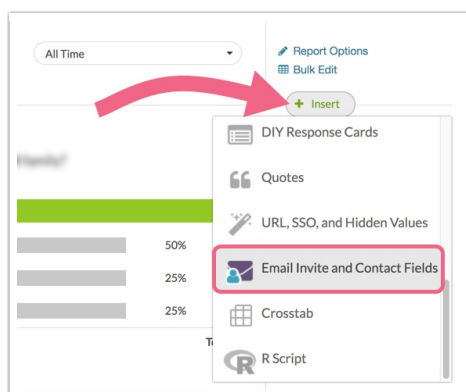 All Time
Report Options
Bulk Edit
+ Insert
DIY Response Cards
Quotes
URL, SSO, and Hidden Values
50%
Email Invite and Contact Fields
25%
Crosstab
25%
R Script